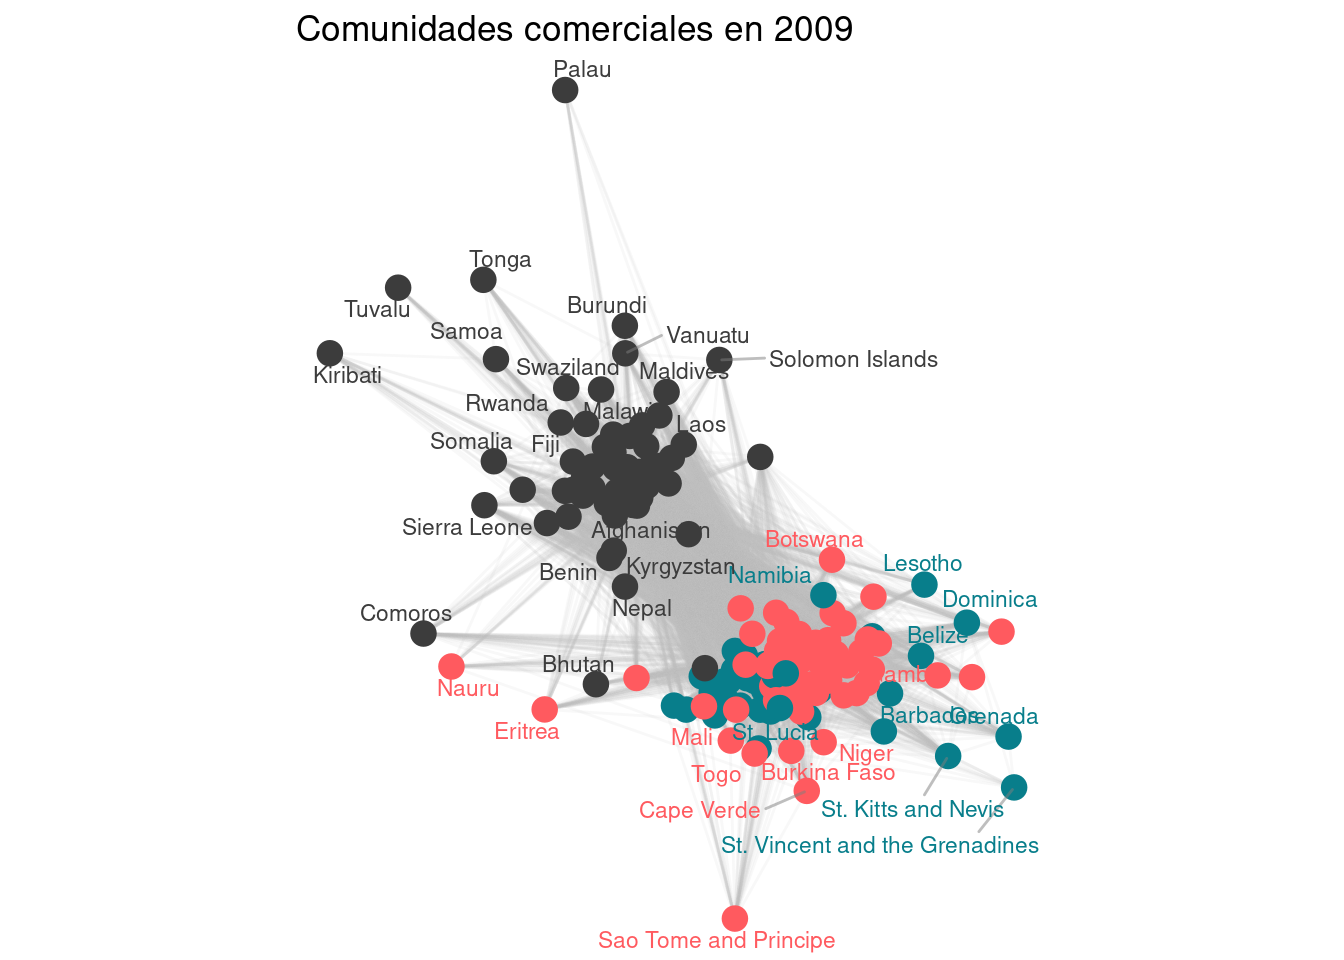 Comunidades comerciales en 2009
Palau
Tonga
Tuvalu
Burundi
Samoa
Vanuatu
Solomon Islands
Kiribati
Swaziland
Maldives
Rwanda
Malawi
Laos
Somalia
Fiji
Sierra Leone
Afghanistan
Botswana
Benin
Kyrgyzstan
Namibia
Lesotho
Nepal
Dominica
Comoros
Belize
Bhutan
Nauru
Barbados
Grenada
Eritrea
Mali
St. Lucia
Niger
Togo
Burkina Faso
Cape Verde
St. Kitts and Nevis
St. Vincent and the Grenadines
Sao Tome and Principe